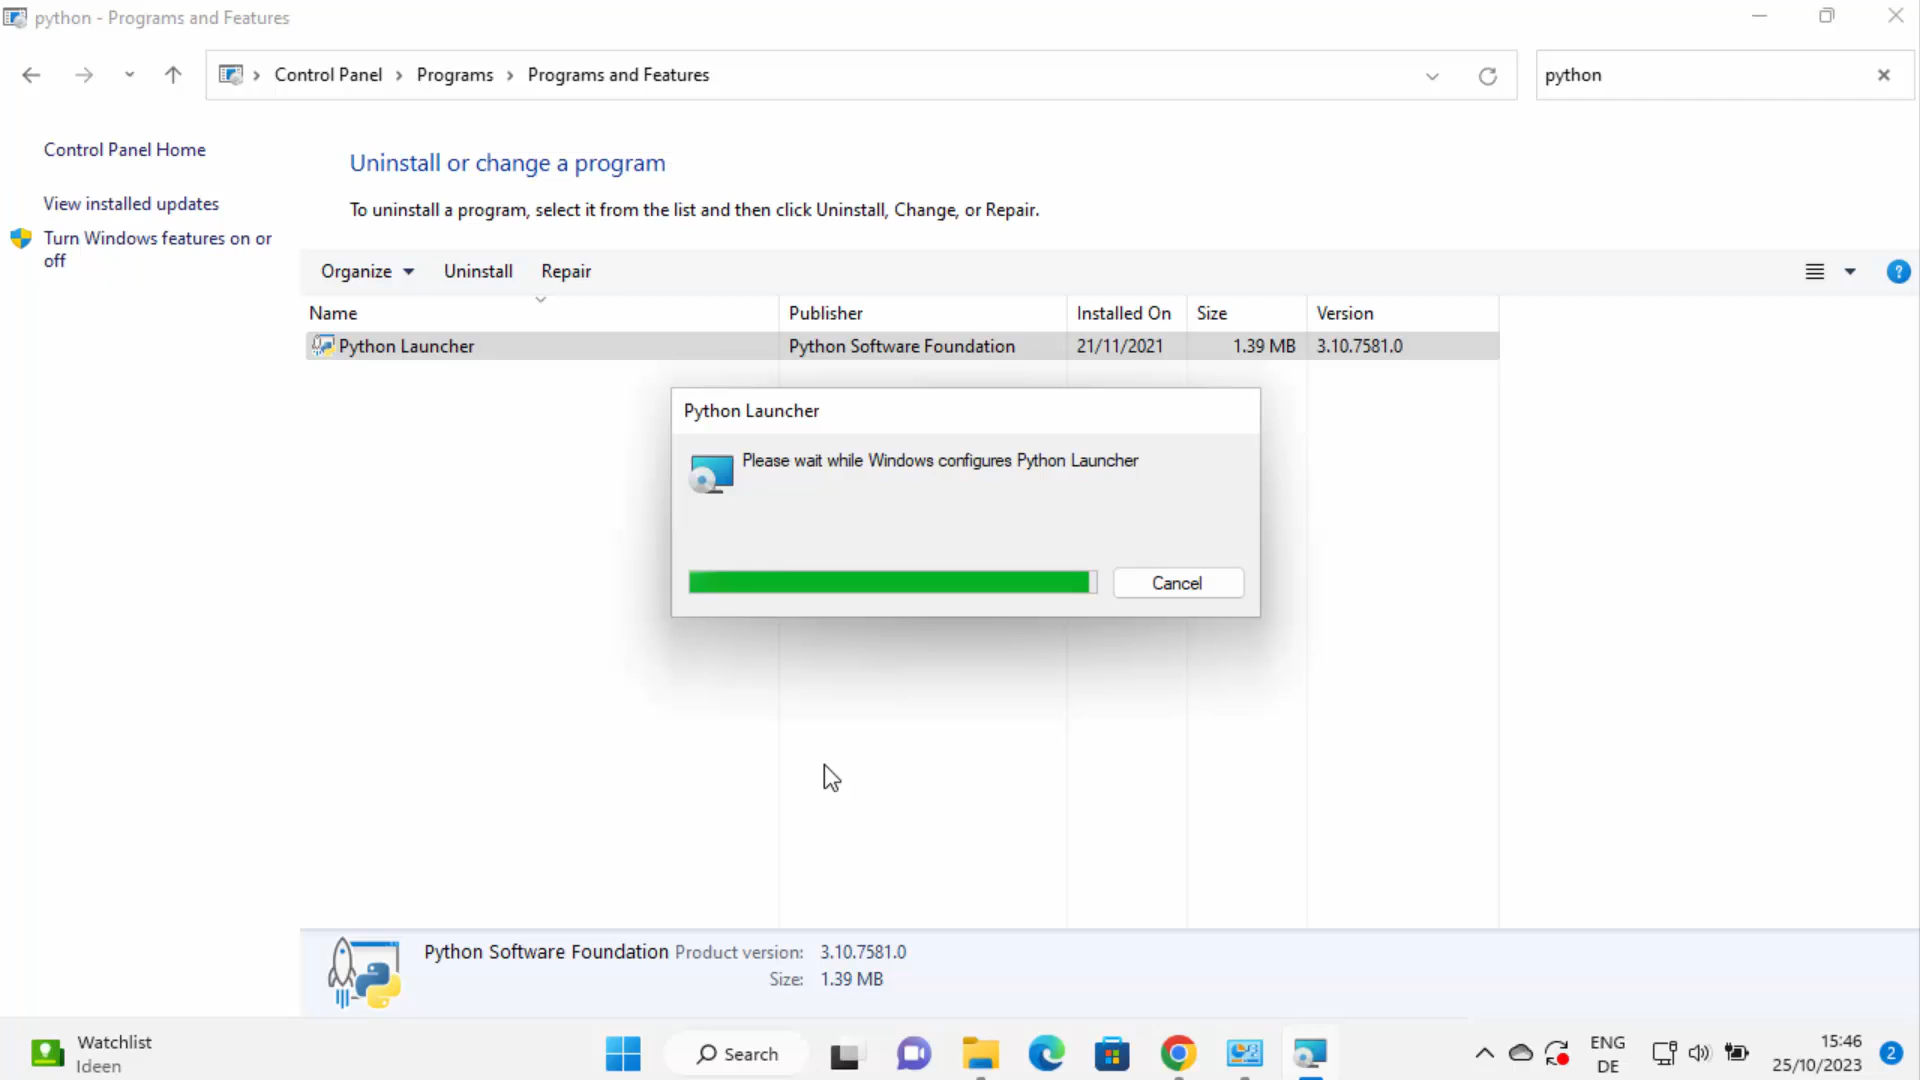 python - Programs and Features
Control Panel > Programs > Programs and Features
python
Control Panel Home
View installed updates
Turn Windows features on or
off
Uninstall or change a program
To uninstall a program, select it from the list and then click Uninstall, Change, or Repair.
Organize Uninstall Repair
Name Publisher Installed On Size Version
Python Launcher Python Software Foundation 21/11/2021 1.39 MB 3.10.7581.0
Python Launcher
Please wait while Windows configures Python Launcher
Cancel
Python Software Foundation Product version: 3.10.7581.0
Size: 1.39 MB
Watchlist
Ideen
Search
ENG
DE
15:46
25/10/2023
2